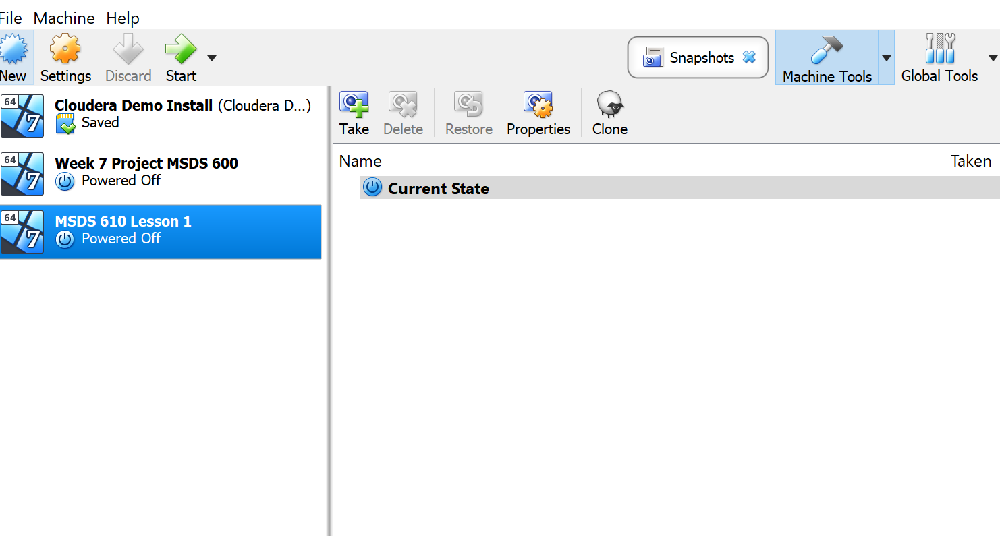 File Machine Help
New Settings Discard Start
Snapshots Machine Tools Global Tools
64 7 Cloudera Demo Install (Cloudera D...)
Saved
64 7 Week 7 Project MSDS 600
Powered Off
64 7 MSDS 610 Lesson 1
Powered Off
Take Delete Restore Properties Clone
Name Taken
Current State